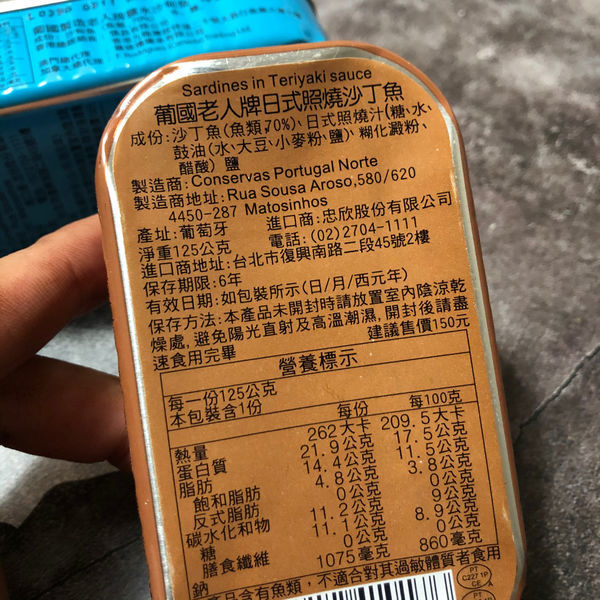 Sardines in Teriyaki sauce
葡國老人牌日式照燒沙丁魚
成份:沙丁魚(魚類,70%)、日式照燒汁(糖、水、
鼓油(水、大豆、小麥粉、鹽)、糊化澱粉、
醋酸) 鹽
製造商:Conservas Portugal Norte
製造商地址:Rua Sousa Aroso,580/620
4450-287 Matosinhos
產址:葡萄牙 進口商:忠欣股份有限公司
淨重125公克 電話:(02)2704-1111
進口商地址:台北市復興南路二段45號2樓
保存期限:6年
有效日期:如包裝所示(日/月/西元年)
保存方法:本產品未開封時請放置室內陰涼乾
燥處,避免陽光直射及高溫潮濕,開封後請盡
速食用完畢 建議售價150元
營養標示
每一份125公克
本包裝含1份
每份 每100克
熱量 262大卡 209.5大卡
蛋白質 21.9公克 17.5公克
脂肪 14.4公克 11.5公克
飽和脂肪 4.8公克 3.8公克
反式脂肪 0公克 0公克
碳水化和物 11.2公克 9公克
糖 11.1公克 8.9公克
膳食纖維 0公克 0公克
鈉 1075毫克 860毫克
產品含有魚類,不適合對其過敏體質者食用
PT
C227 1P
CE